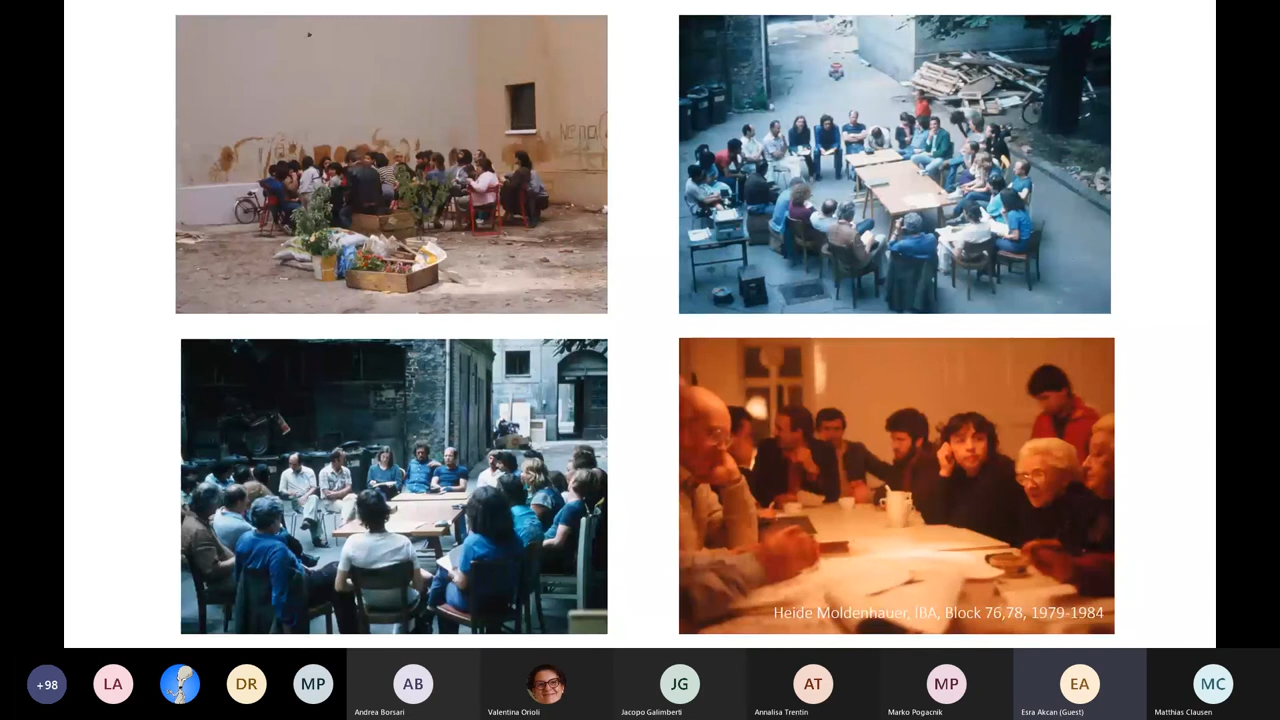 Heide Moldenhauer, IBA, Block 76,78, 1979-1984
+98
LA
DR
MP
AB
JG
AT
MP
EA
MC
Andrea Borsari
Valentina Orioli
Jacopo Galimberti
Annalisa Trentin
Marko Pogacnik
Esra Akcan (Guest)
Matthias Clausen